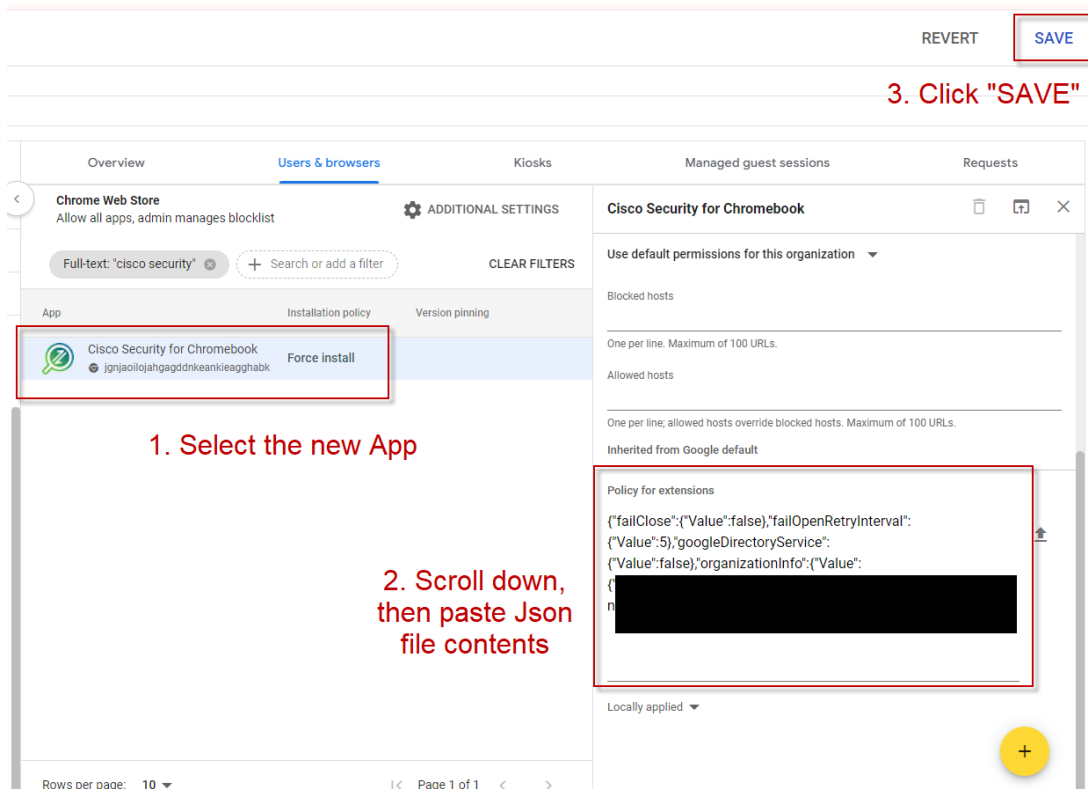 REVERT
SAVE
3. Click "SAVE"
Overview
Users & browsers
Kiosks
Managed guest sessions
Requests
Chrome Web Store
Allow all apps, admin manages blocklist
ADDITIONAL SETTINGS
Full-text: "cisco security"
Search or add a filter
CLEAR FILTERS
App
Installation policy
Version pinning
Cisco Security for Chromebook
jgnjaoilojahgagddnkeankieagghabk
Force install
1. Select the new App
2. Scroll down,
then paste Json
file contents
Rows per page: 10
Page 1 of 1
Cisco Security for Chromebook
Use default permissions for this organization
Blocked hosts
One per line. Maximum of 100 URLs.
Allowed hosts
One per line; allowed hosts override blocked hosts. Maximum of 100 URLs.
Inherited from Google default
Policy for extensions
{"failClose":{"Value":false},"failOpenRetryInterval":
{"Value":5},"googleDirectoryService":
{"Value":false},"organizationInfo":{"Value":
{"
n
Locally applied